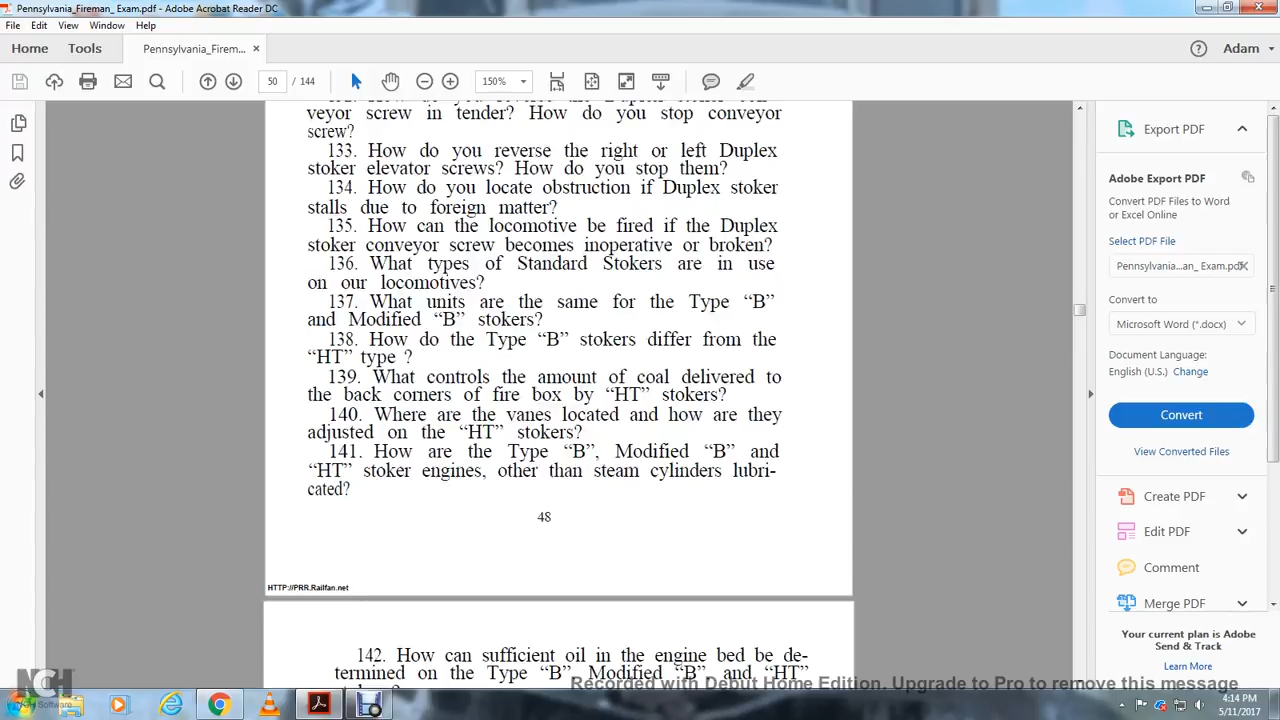 Pennsylvania_Fireman_ Exam.pdf - Adobe Acrobat Reader DC
File Edit View Window Help
Home Tools Pennsylvania_Firem... × Adam
50 / 144 150%
veyor screw in tender? How do you stop conveyor
screw?
133. How do you reverse the right or left Duplex
stoker elevator screws? How do you stop them?
134. How do you locate obstruction if Duplex stoker
stalls due to foreign matter?
135. How can the locomotive be fired if the Duplex
stoker conveyor screw becomes inoperative or broken?
136. What types of Standard Stokers are in use
on our locomotives?
137. What units are the same for the Type “B”
and Modified “B” stokers?
138. How do the Type “B” stokers differ from the
“HT” type ?
139. What controls the amount of coal delivered to
the back corners of fire box by “HT” stokers?
140. Where are the vanes located and how are they
adjusted on the “HT” stokers?
141. How are the Type “B”, Modified “B” and
“HT” stoker engines, other than steam cylinders lubri-
cated?
48
HTTP://PRR.Railfan.net
142. How can sufficient oil in the engine bed be de-
termined on the Type “B” Modified “B” and “HT”
Export PDF
Adobe Export PDF
Convert PDF Files to Word
or Excel Online
Select PDF File
Pennsylvania...an_ Exam.pdf
Convert to
Microsoft Word (*.docx)
Document Language:
English (U.S.) Change
Convert
View Converted Files
Create PDF
Edit PDF
Comment
Merge PDF
Your current plan is Adobe
Send & Track
Learn More
NCH
Software
Recorded with Debut Home Edition. Upgrade to Pro to remove this message
4:14 PM
5/11/2017